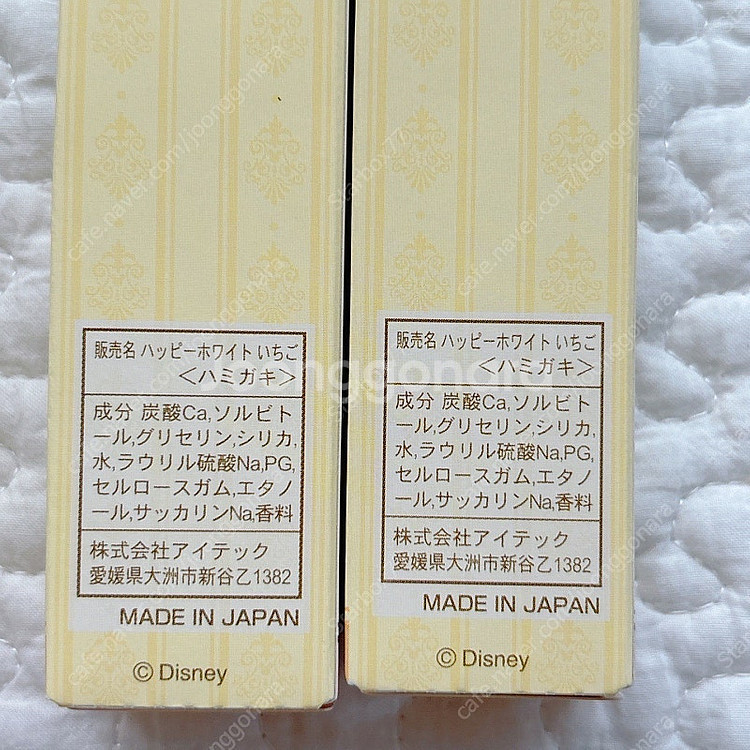 販売名 ハッピーホワイト いちご
＜ハミガキ＞
成分 炭酸Ca,ソルビト
ール,グリセリン,シリカ,
水,ラウリル硫酸Na,PG,
セルロースガム,エタノ
ール,サッカリンNa,香料
株式会社アイテック
愛媛県大洲市新谷乙1382
MADE IN JAPAN
© Disney
販売名 ハッピーホワイト いちご
＜ハミガキ＞
成分 炭酸Ca,ソルビト
ール,グリセリン,シリカ,
水,ラウリル硫酸Na,PG,
セルロースガム,エタノ
ール,サッカリンNa,香料
株式会社アイテック
愛媛県大洲市新谷乙1382
MADE IN JAPAN
© Disney
joonggonara
cafe.naver.com/joonggonara
Starbox77